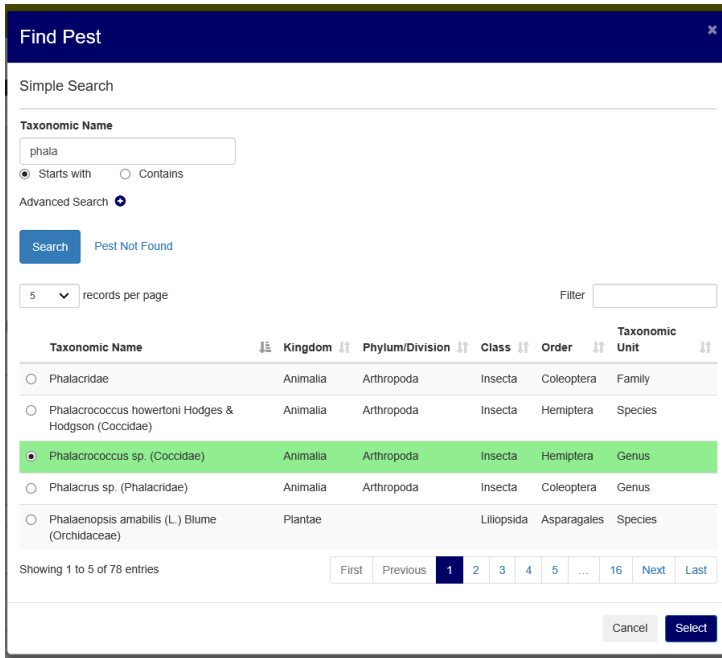 Find Pest ×
Simple Search
Taxonomic Name
phala
Starts with Contains
Advanced Search
Search Pest Not Found
5 records per page Filter
Taxonomic Name Kingdom Phylum/Division Class Order Taxonomic Unit
Phalacridae Animalia Arthropoda Insecta Coleoptera Family
Phalacrococcus howertoni Hodges & Animalia Arthropoda Insecta Hemiptera Species
Hodgson (Coccidae)
Phalacrococcus sp. (Coccidae) Animalia Arthropoda Insecta Hemiptera Genus
Phalacrus sp. (Phalacridae) Animalia Arthropoda Insecta Coleoptera Genus
Phalaenopsis amabilis (L.) Blume Plantae Liliopsida Asparagales Species
(Orchidaceae)
Showing 1 to 5 of 78 entries First Previous 1 2 3 4 5 ... 16 Next Last
Cancel Select